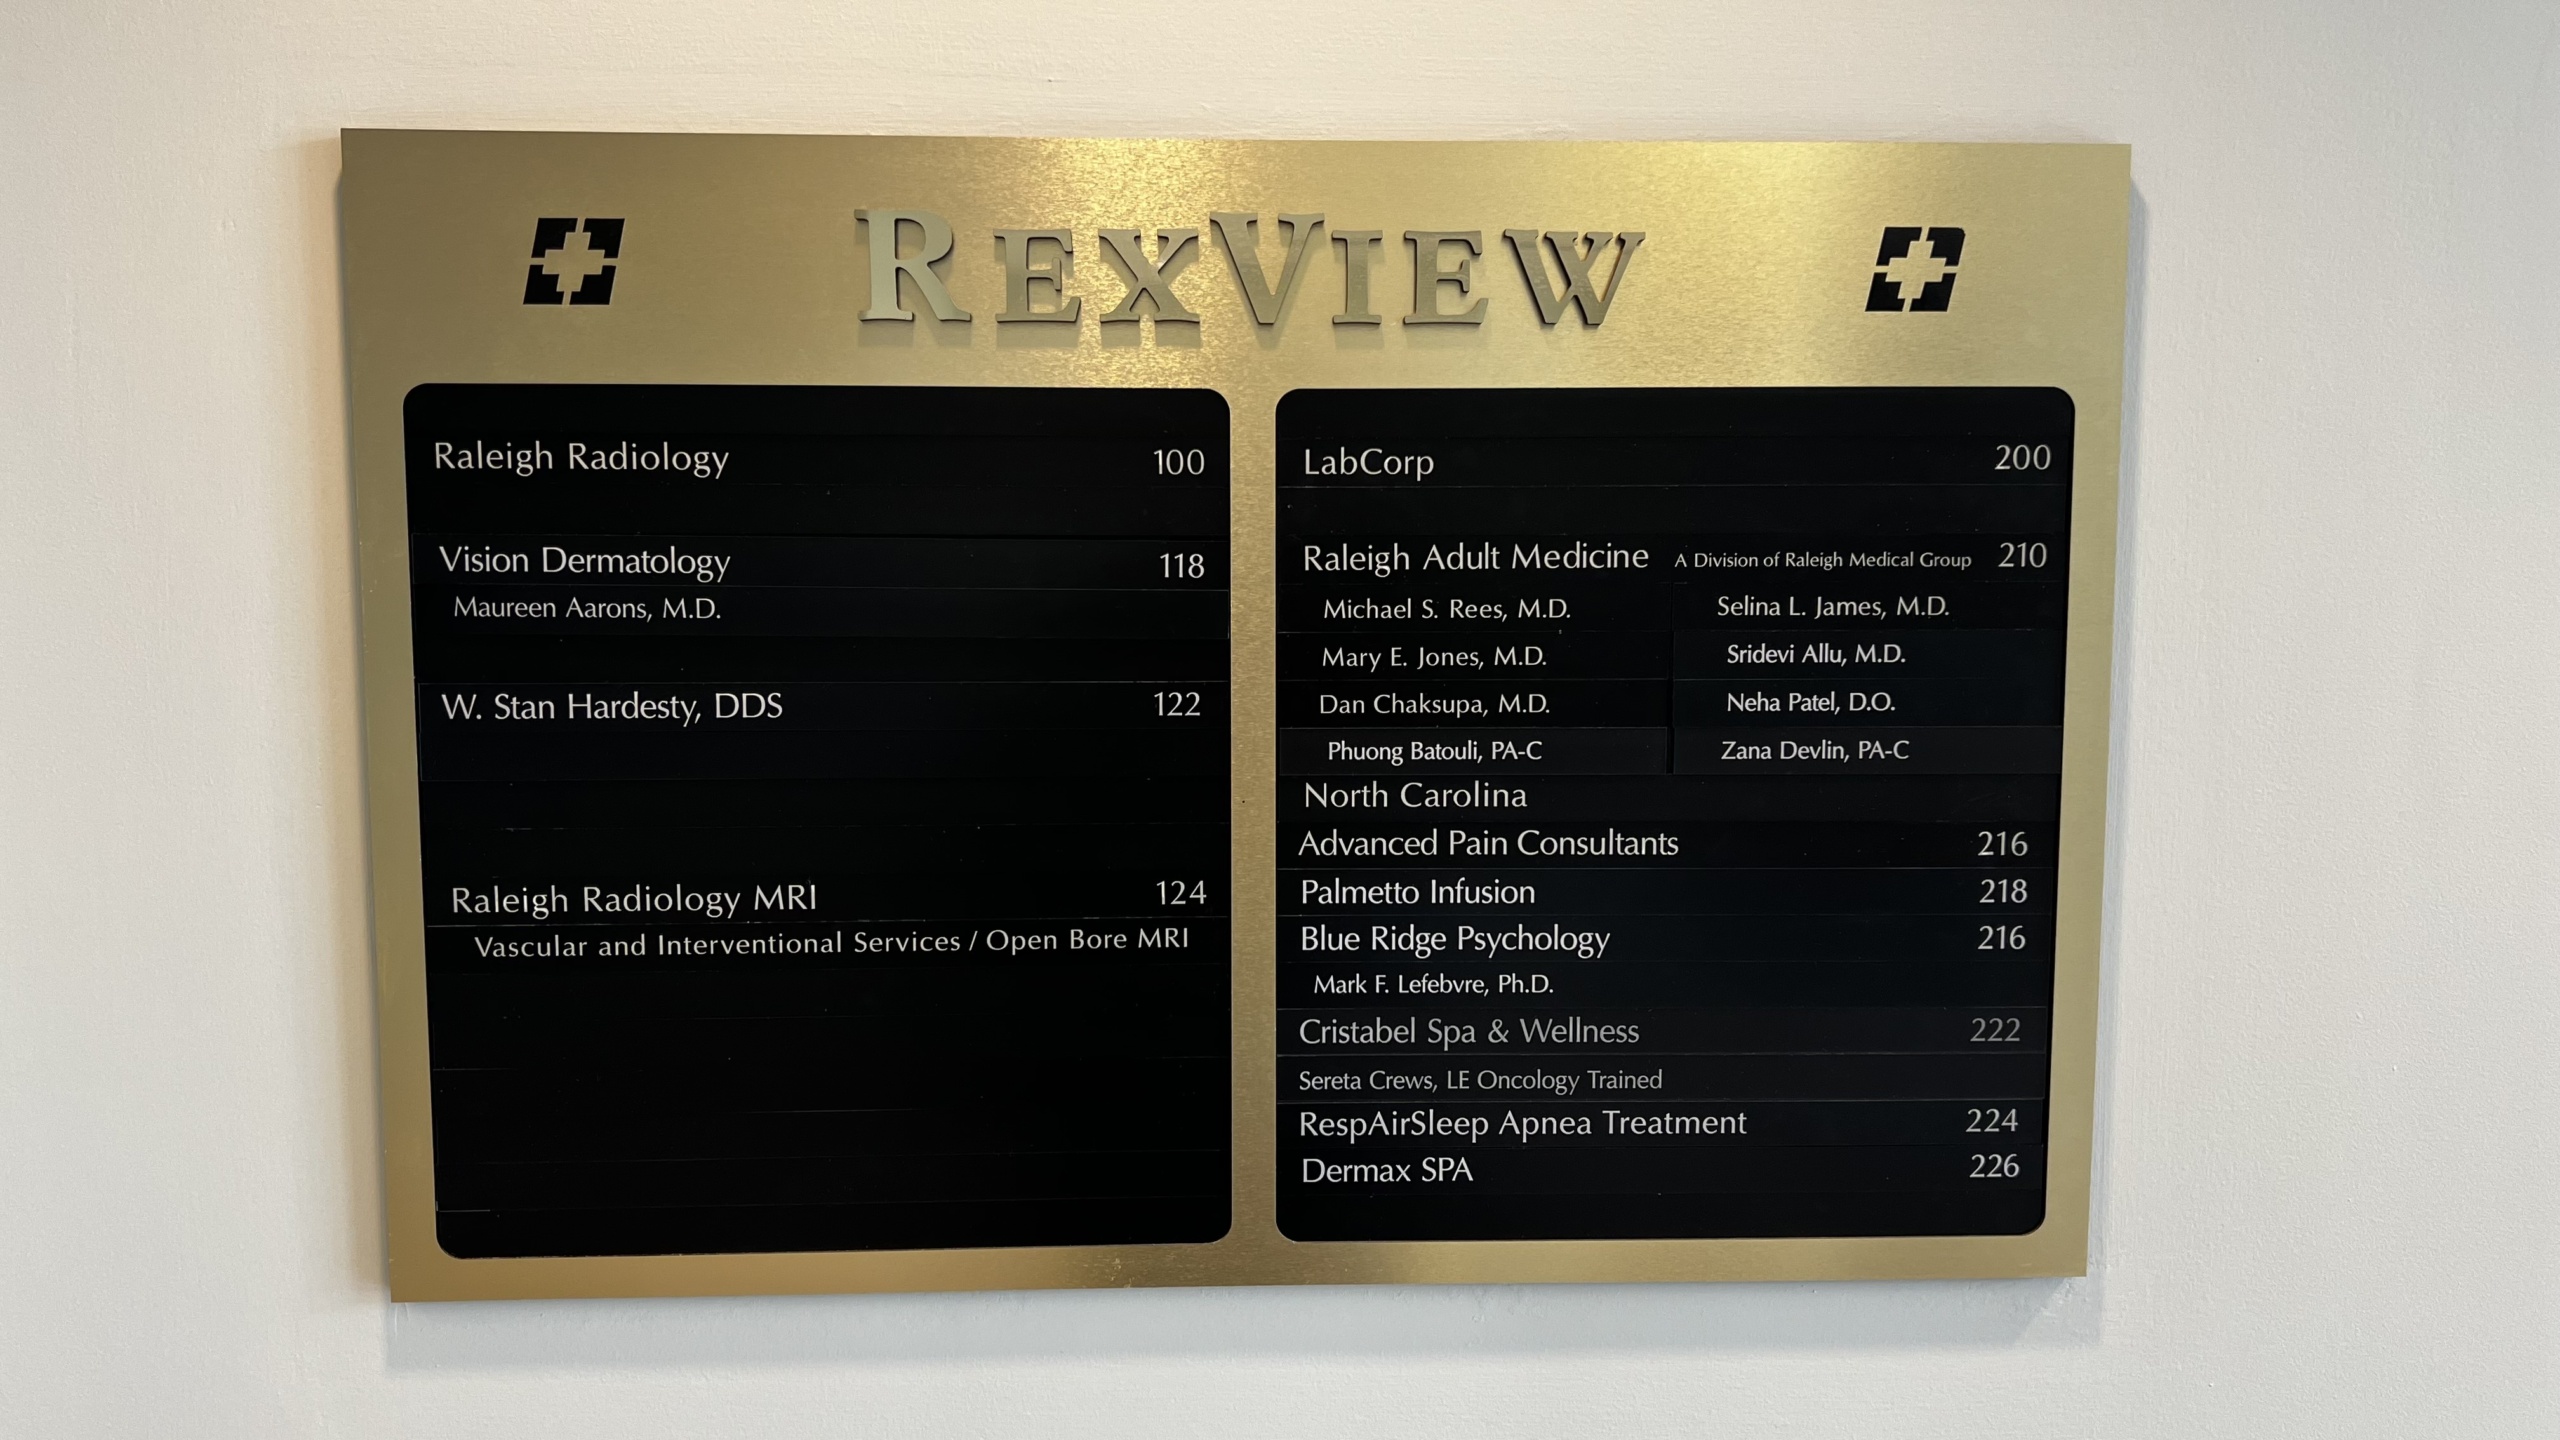 REXVIEW
Raleigh Radiology 100
Vision Dermatology 118
Maureen Aarons, M.D.
W. Stan Hardesty, DDS 122
Raleigh Radiology MRI 124
Vascular and Interventional Services / Open Bore MRI
LabCorp 200
Raleigh Adult Medicine A Division of Raleigh Medical Group 210
Michael S. Rees, M.D. Selina L. James, M.D.
Mary E. Jones, M.D. Sridevi Allu, M.D.
Dan Chaksupa, M.D. Neha Patel, D.O.
Phuong Batouli, PA-C Zana Devlin, PA-C
North Carolina
Advanced Pain Consultants 216
Palmetto Infusion 218
Blue Ridge Psychology 216
Mark F. Lefebvre, Ph.D.
Cristabel Spa & Wellness 222
Sereta Crews, LE Oncology Trained
RespAirSleep Apnea Treatment 224
Dermax SPA 226